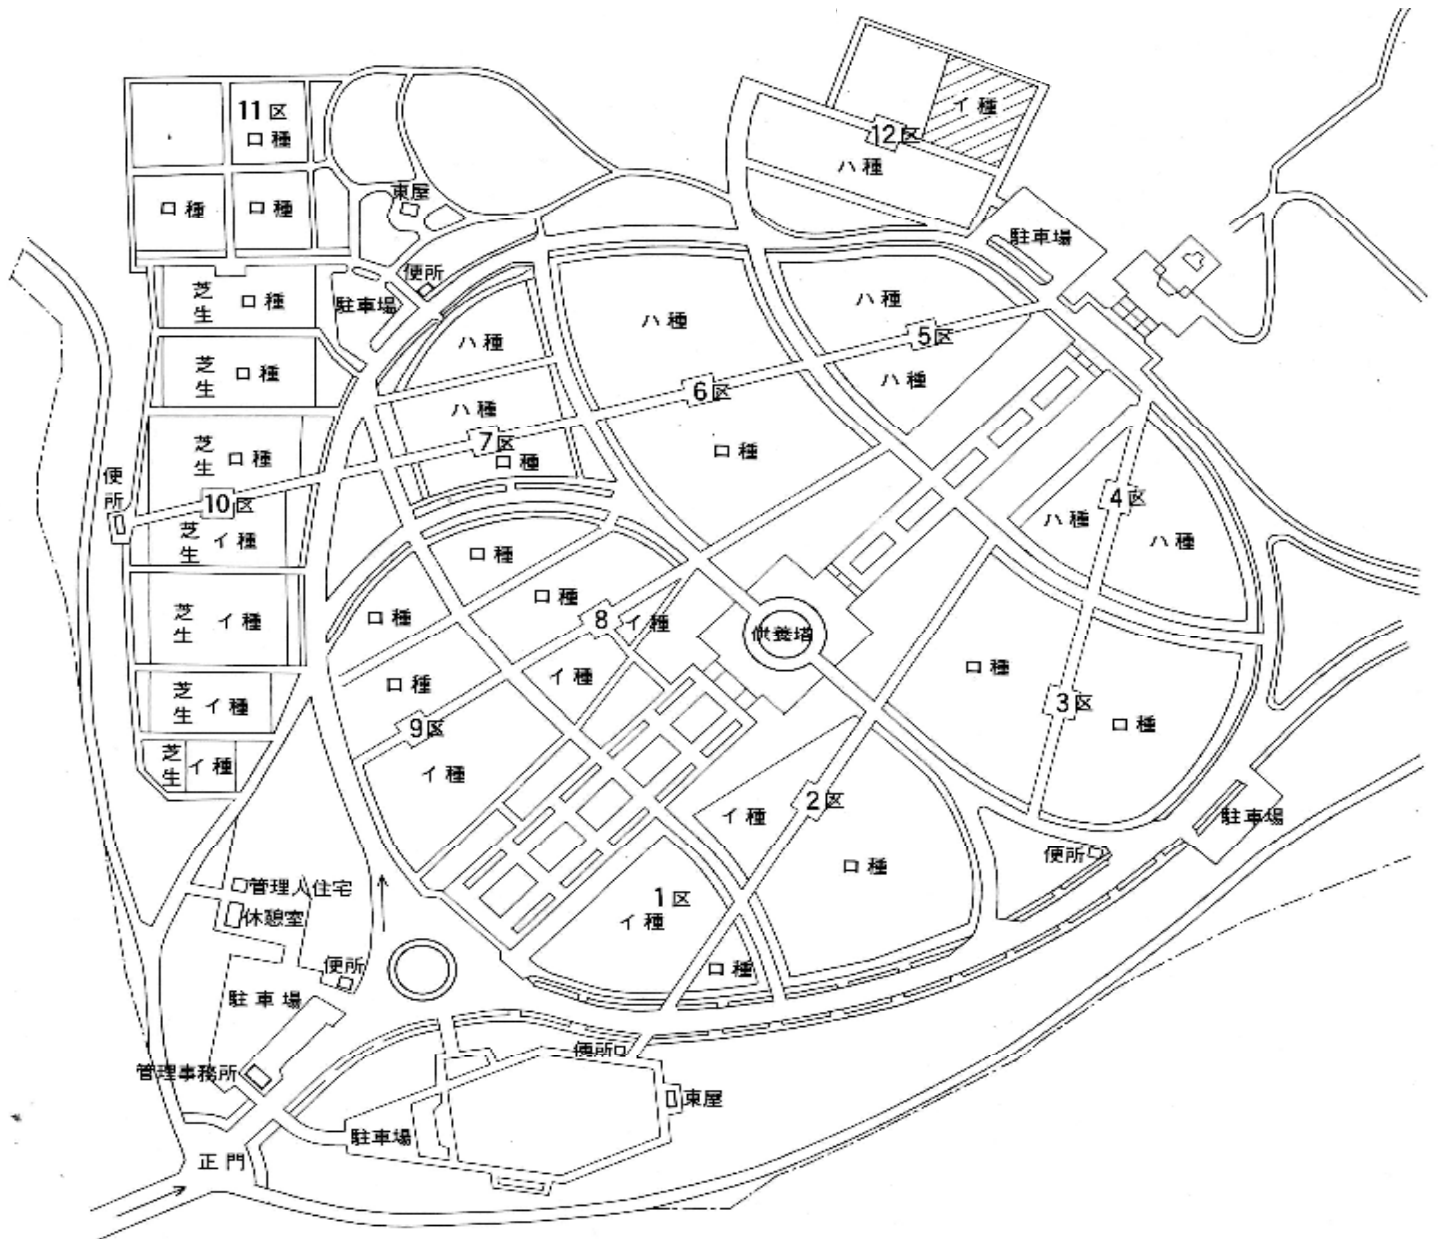 11区
ロ種
ロ種
ロ種
東屋
便所
駐車場
芝生
ロ種
芝生
ロ種
芝生
ロ種
便所
10区
芝生
イ種
芝生
イ種
芝生
イ種
芝生
イ種
イ種
12区
ハ種
駐車場
ハ種
5区
ハ種
ハ種
6区
ロ種
ハ種
ハ種
7区
ロ種
4区
ハ種
ハ種
ロ種
ロ種
ロ種
8
イ種
イ種
供養塔
ロ種
9区
イ種
ロ種
3区
ロ種
2区
イ種
ロ種
駐車場
便所
1区
イ種
ロ種
管理人住宅
休憩室
便所
駐車場
管理事務所
便所
東屋
駐車場
正門